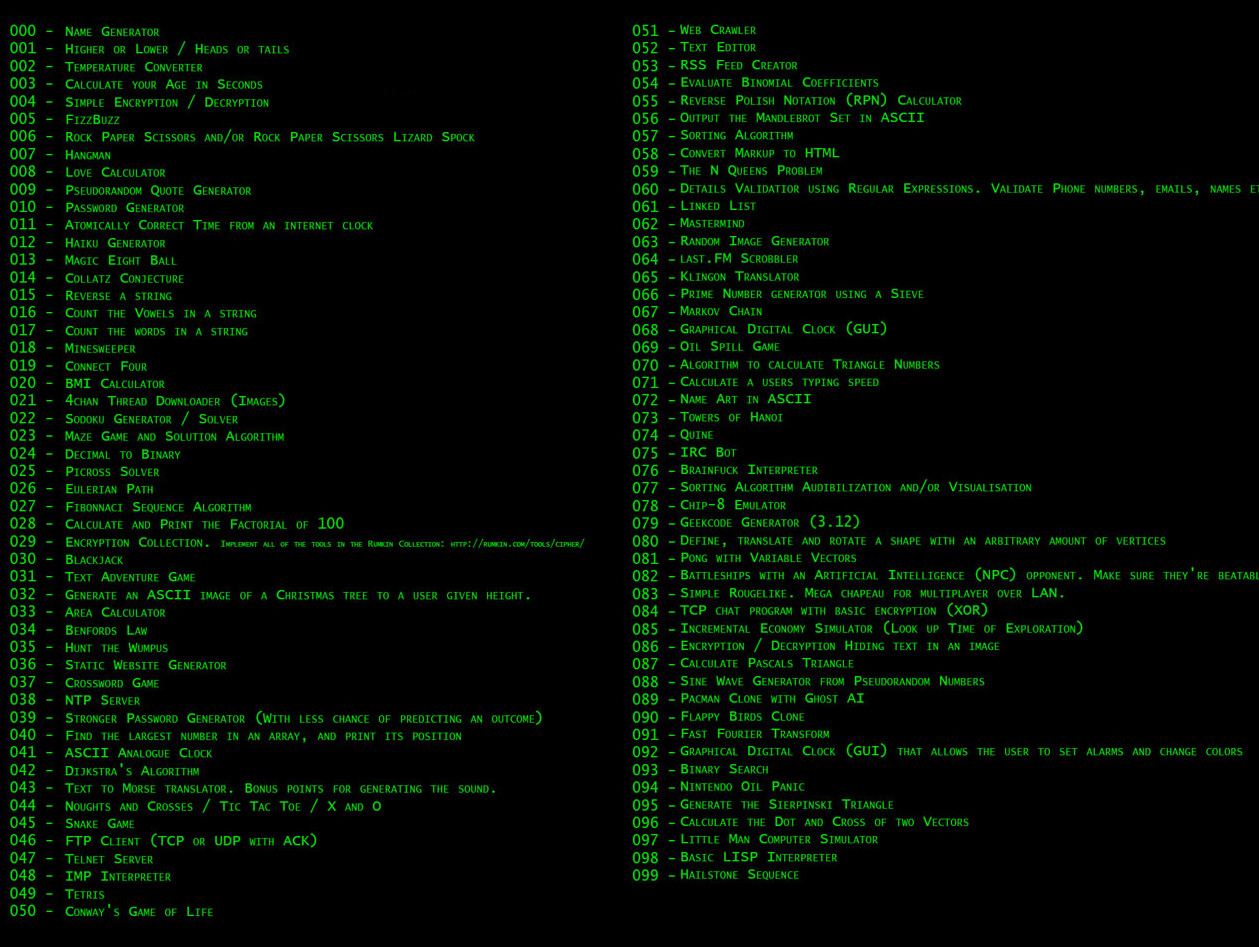 000 - Name Generator
001 - Higher or Lower / Heads or tails
002 - Temperature Converter
003 - Calculate your Age in Seconds
004 - Simple Encryption / Decryption
005 - FizzBuzz
006 - Rock Paper Scissors and/or Rock Paper Scissors Lizard Spock
007 - Hangman
008 - Love Calculator
009 - Pseudorandom Quote Generator
010 - Password Generator
011 - Atomically Correct Time from an internet clock
012 - Haiku Generator
013 - Magic Eight Ball
014 - Collatz Conjecture
015 - Reverse a string
016 - Count the Vowels in a string
017 - Count the words in a string
018 - Minesweeper
019 - Connect Four
020 - BMI Calculator
021 - 4chan Thread Downloader (Images)
022 - Sodoku Generator / Solver
023 - Maze Game and Solution Algorithm
024 - Decimal to Binary
025 - Picross Solver
026 - Eulerian Path
027 - Fibonnaci Sequence Algorithm
028 - Calculate and Print the Factorial of 100
029 - Encryption Collection. Implement all of the tools in the Rumkin Collection: http://rumkin.com/tools/cipher/
030 - Blackjack
031 - Text Adventure Game
032 - Generate an ASCII image of a Christmas tree to a user given height.
033 - Area Calculator
034 - Benfords Law
035 - Hunt the Wumpus
036 - Static Website Generator
037 - Crossword Game
038 - NTP Server
039 - Stronger Password Generator (With less chance of predicting an outcome)
040 - Find the largest number in an array, and print its position
041 - ASCII Analogue Clock
042 - Dijkstra's Algorithm
043 - Text to Morse translator. Bonus points for generating the sound.
044 - Noughts and Crosses / Tic Tac Toe / X and O
045 - Snake Game
046 - FTP Client (TCP or UDP with ACK)
047 - Telnet Server
048 - IMP Interpreter
049 - Tetris
050 - Conway's Game of Life
051 - Web Crawler
052 - Text Editor
053 - RSS Feed Creator
054 - Evaluate Binomial Coefficients
055 - Reverse Polish Notation (RPN) Calculator
056 - Output the Mandlebrot Set in ASCII
057 - Sorting Algorithm
058 - Convert Markup to HTML
059 - The N Queens Problem
060 - Details Validatior using Regular Expressions. Validate Phone numbers, emails, names et
061 - Linked List
062 - Mastermind
063 - Random Image Generator
064 - last.FM Scrobbler
065 - Klingon Translator
066 - Prime Number generator using a Sieve
067 - Markov Chain
068 - Graphical Digital Clock (GUI)
069 - Oil Spill Game
070 - Algorithm to calculate Triangle Numbers
071 - Calculate a users typing speed
072 - Name Art in ASCII
073 - Towers of Hanoi
074 - Quine
075 - IRC Bot
076 - Brainfuck Interpreter
077 - Sorting Algorithm Audibilization and/or Visualisation
078 - Chip-8 Emulator
079 - Geekcode Generator (3.12)
080 - Define, translate and rotate a shape with an arbitrary amount of vertices
081 - Pong with Variable Vectors
082 - Battleships with an Artificial Intelligence (NPC) opponent. Make sure they're beatabl
083 - Simple Rougelike. Mega chapeau for multiplayer over LAN.
084 - TCP chat program with basic encryption (XOR)
085 - Incremental Economy Simulator (Look up Time of Exploration)
086 - Encryption / Decryption Hiding text in an image
087 - Calculate Pascals Triangle
088 - Sine Wave Generator from Pseudorandom Numbers
089 - Pacman Clone with Ghost AI
090 - Flappy Birds Clone
091 - Fast Fourier Transform
092 - Graphical Digital Clock (GUI) that allows the user to set alarms and change colors
093 - Binary Search
094 - Nintendo Oil Panic
095 - Generate the Sierpinski Triangle
096 - Calculate the Dot and Cross of two Vectors
097 - Little Man Computer Simulator
098 - Basic LISP Interpreter
099 - Hailstone Sequence